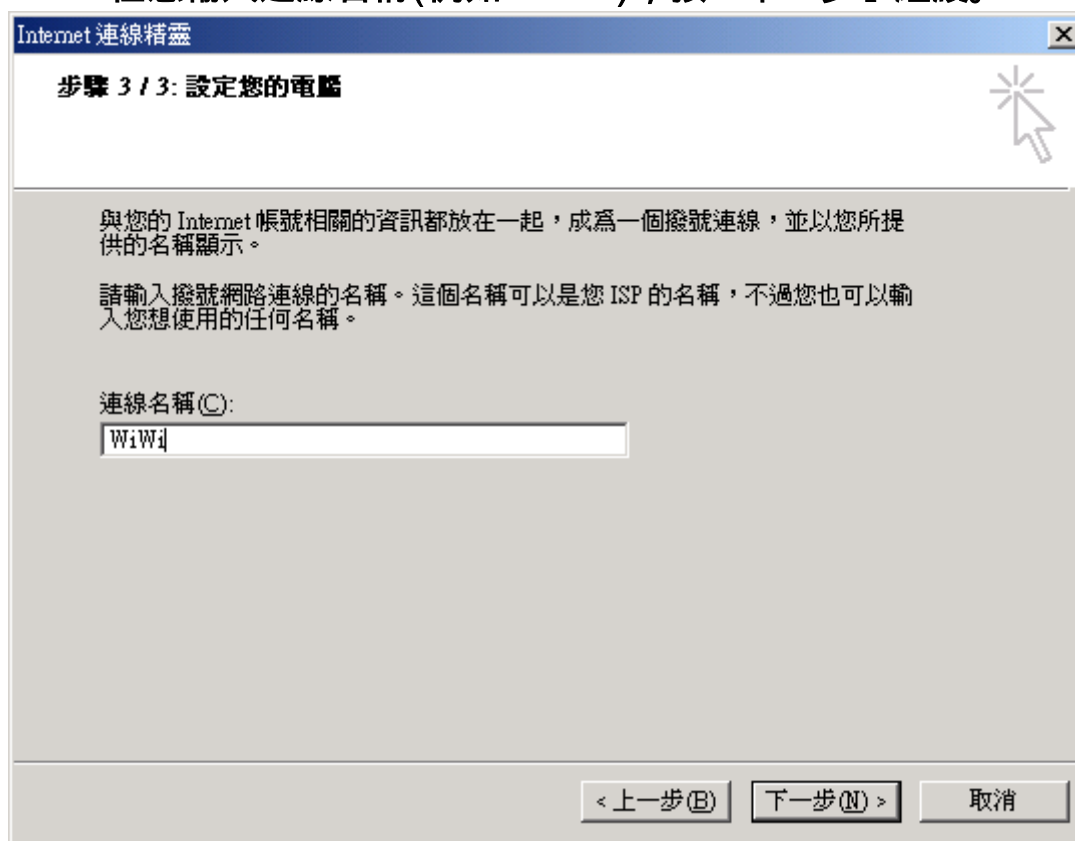 Internet 連線精靈
步驟 3 / 3: 設定您的電腦
與您的 Internet 帳號相關的資訊都放在一起，成為一個撥號連線，並以您所提
供的名稱顯示。
請輸入撥號網路連線的名稱。這個名稱可以是您 ISP 的名稱，不過您也可以輸
入您想使用的任何名稱。
連線名稱(C):
WiWi
< 上一步(B)
下一步(N) >
取消